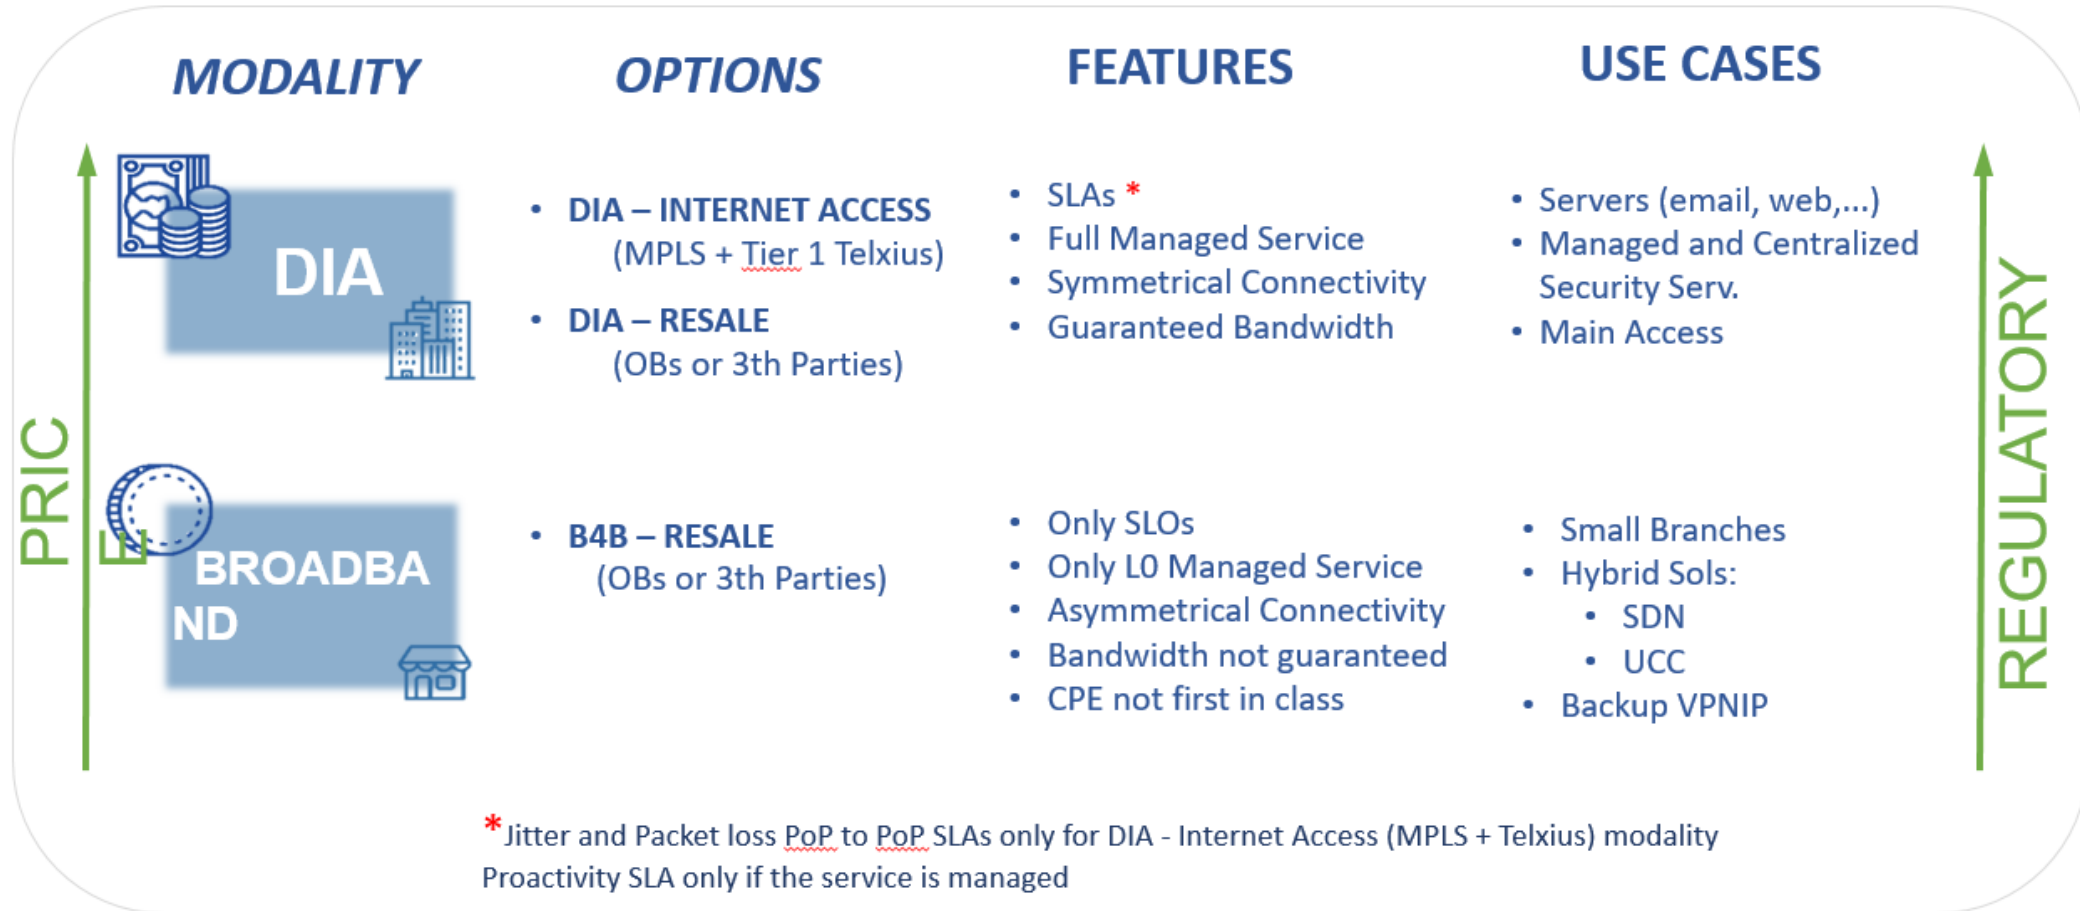 MODALITY
OPTIONS
FEATURES
USE CASES
PRIC
E
DIA
• DIA – INTERNET ACCESS
(MPLS + Tier 1 Telxius)
• DIA – RESALE
(OBs or 3th Parties)
• SLAs *
• Full Managed Service
• Symmetrical Connectivity
• Guaranteed Bandwidth
• Servers (email, web,...)
• Managed and Centralized
Security Serv.
• Main Access
BROADBA
ND
• B4B – RESALE
(OBs or 3th Parties)
• Only SLOs
• Only L0 Managed Service
• Asymmetrical Connectivity
• Bandwidth not guaranteed
• CPE not first in class
• Small Branches
• Hybrid Sols:
• SDN
• UCC
• Backup VPNIP
REGULATORY
*Jitter and Packet loss PoP to PoP SLAs only for DIA - Internet Access (MPLS + Telxius) modality
Proactivity SLA only if the service is managed